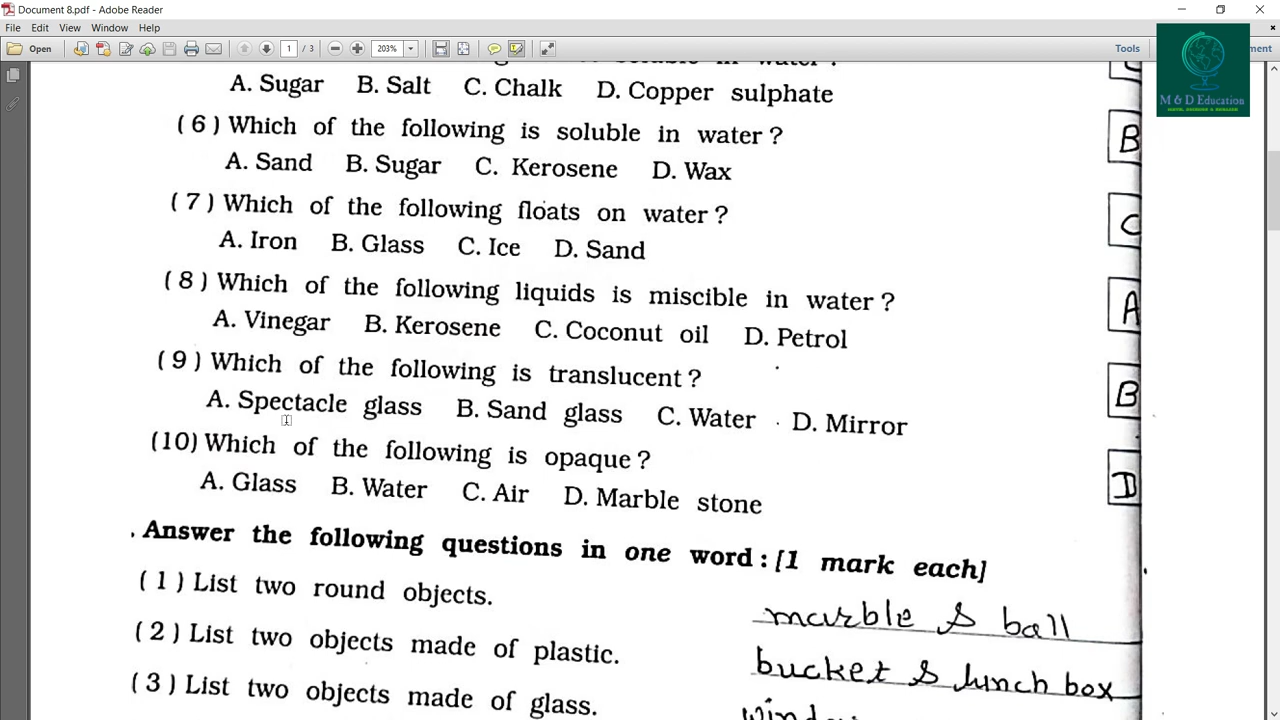 Document 8.pdf - Adobe Reader
File Edit View Window Help
Open 1 / 3 203% Tools ment
M & D Education
soluble in water ?
A. Sugar B. Salt C. Chalk D. Copper sulphate C
( 6 ) Which of the following is soluble in water ? B
A. Sand B. Sugar C. Kerosene D. Wax
( 7 ) Which of the following floats on water ? C
A. Iron B. Glass C. Ice D. Sand
( 8 ) Which of the following liquids is miscible in water ? A
A. Vinegar B. Kerosene C. Coconut oil D. Petrol
( 9 ) Which of the following is translucent ? B
A. Spectacle glass B. Sand glass C. Water D. Mirror
(10) Which of the following is opaque ? D
A. Glass B. Water C. Air D. Marble stone
. Answer the following questions in one word : [1 mark each]
( 1 ) List two round objects. marble & ball
( 2 ) List two objects made of plastic. bucket & lunch box
( 3 ) List two objects made of glass.